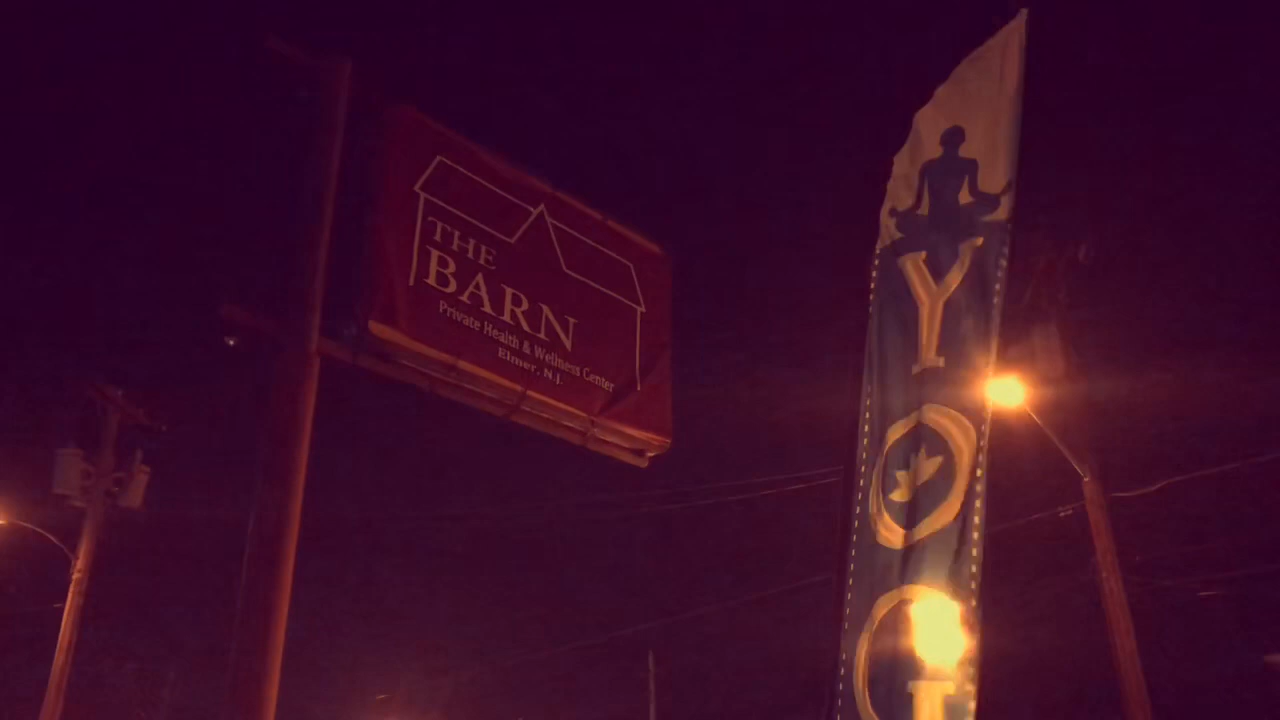 THE
BARN
Private Health & Wellness Center
Elmer, N.J.
Y
O
G